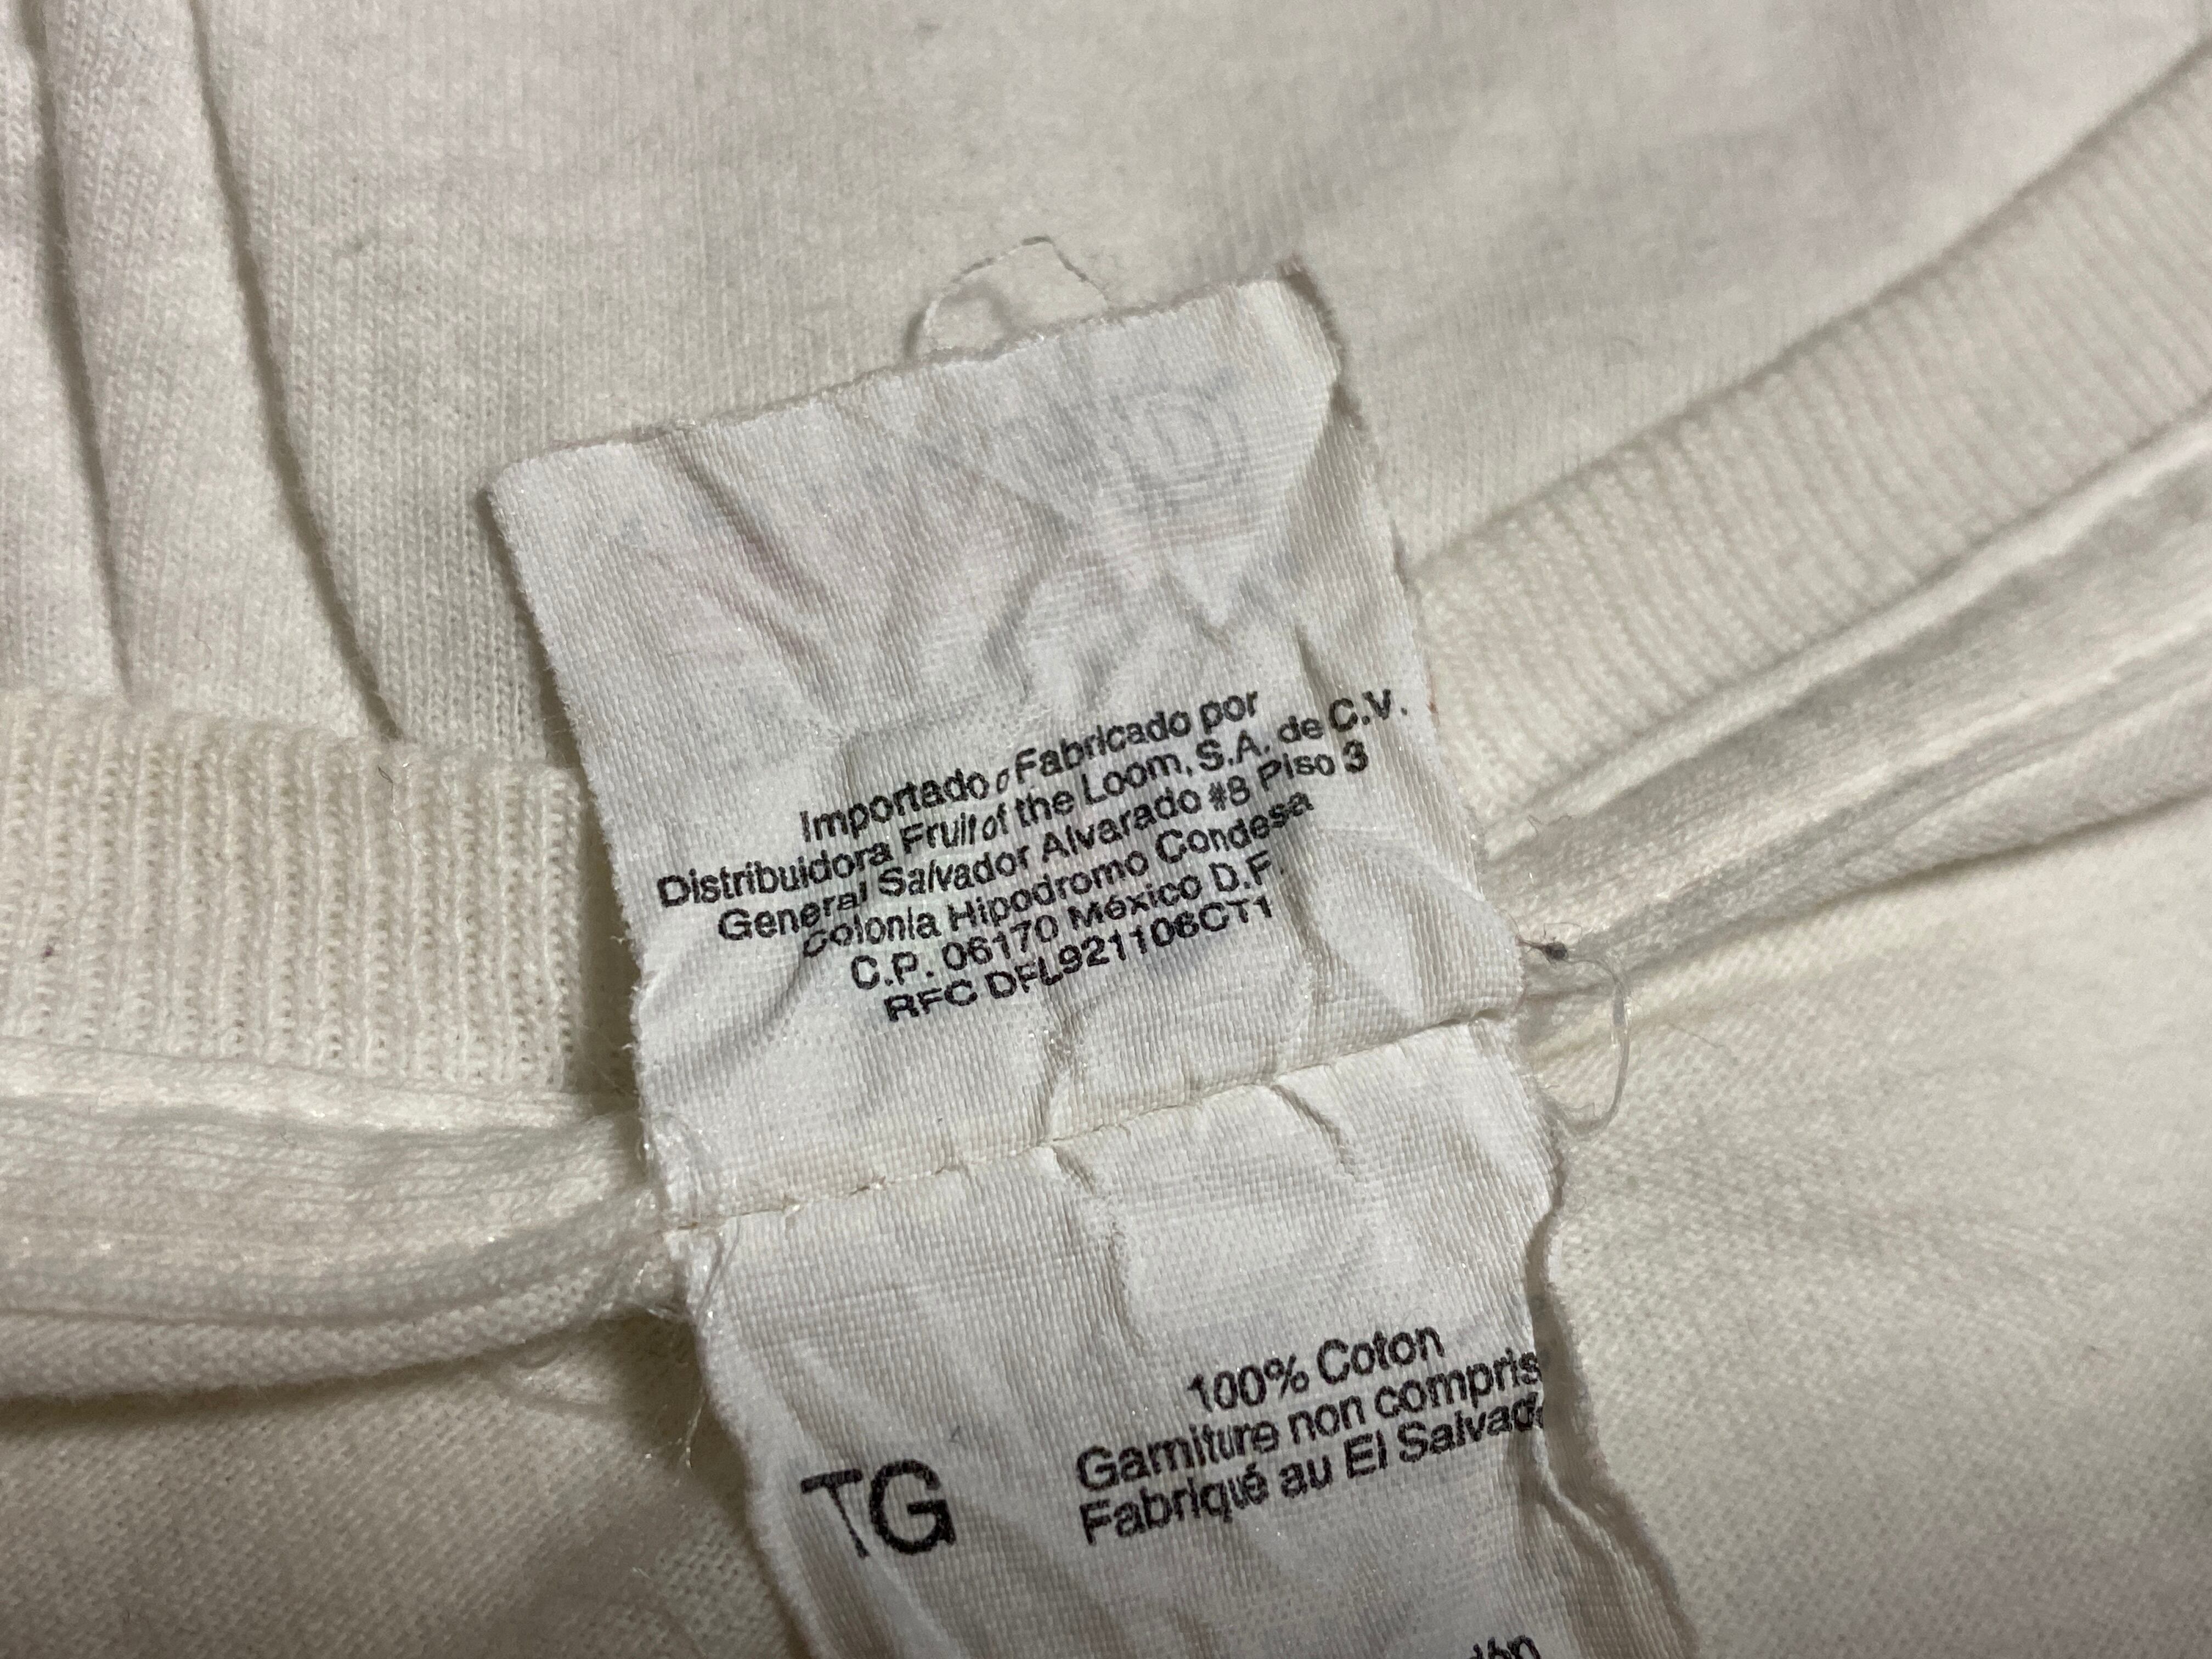 Importado o Fabricado por
Distribuidora Fruit of the Loom, S.A. de C.V.
General Salvador Alvarado #8 Piso 3
Colonia Hipodromo Condesa
C.P. 06170 México D.F.
RFC DFL921106CT1
100% Coton
Garniture non compris
Fabriqué au El Salvad
TG